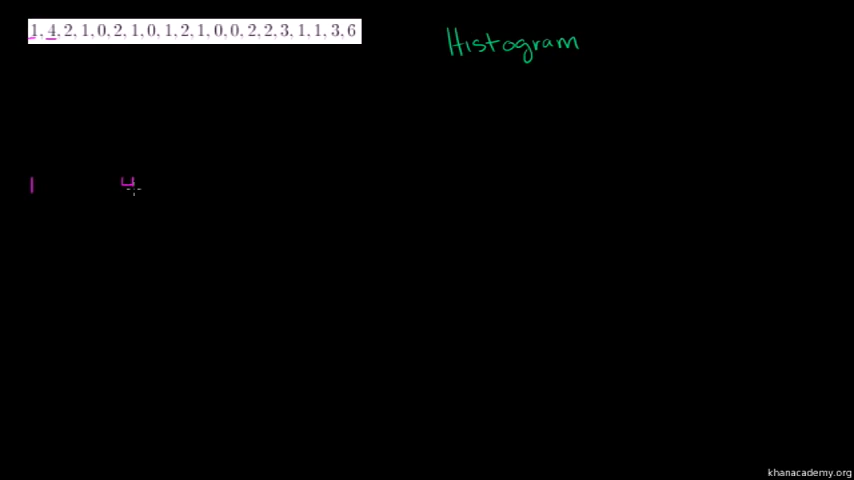 1, 4, 2, 1, 0, 2, 1, 0, 1, 2, 1, 0, 0, 2, 2, 3, 1, 1, 3, 6
Histogram
1 4
khanacademy.org